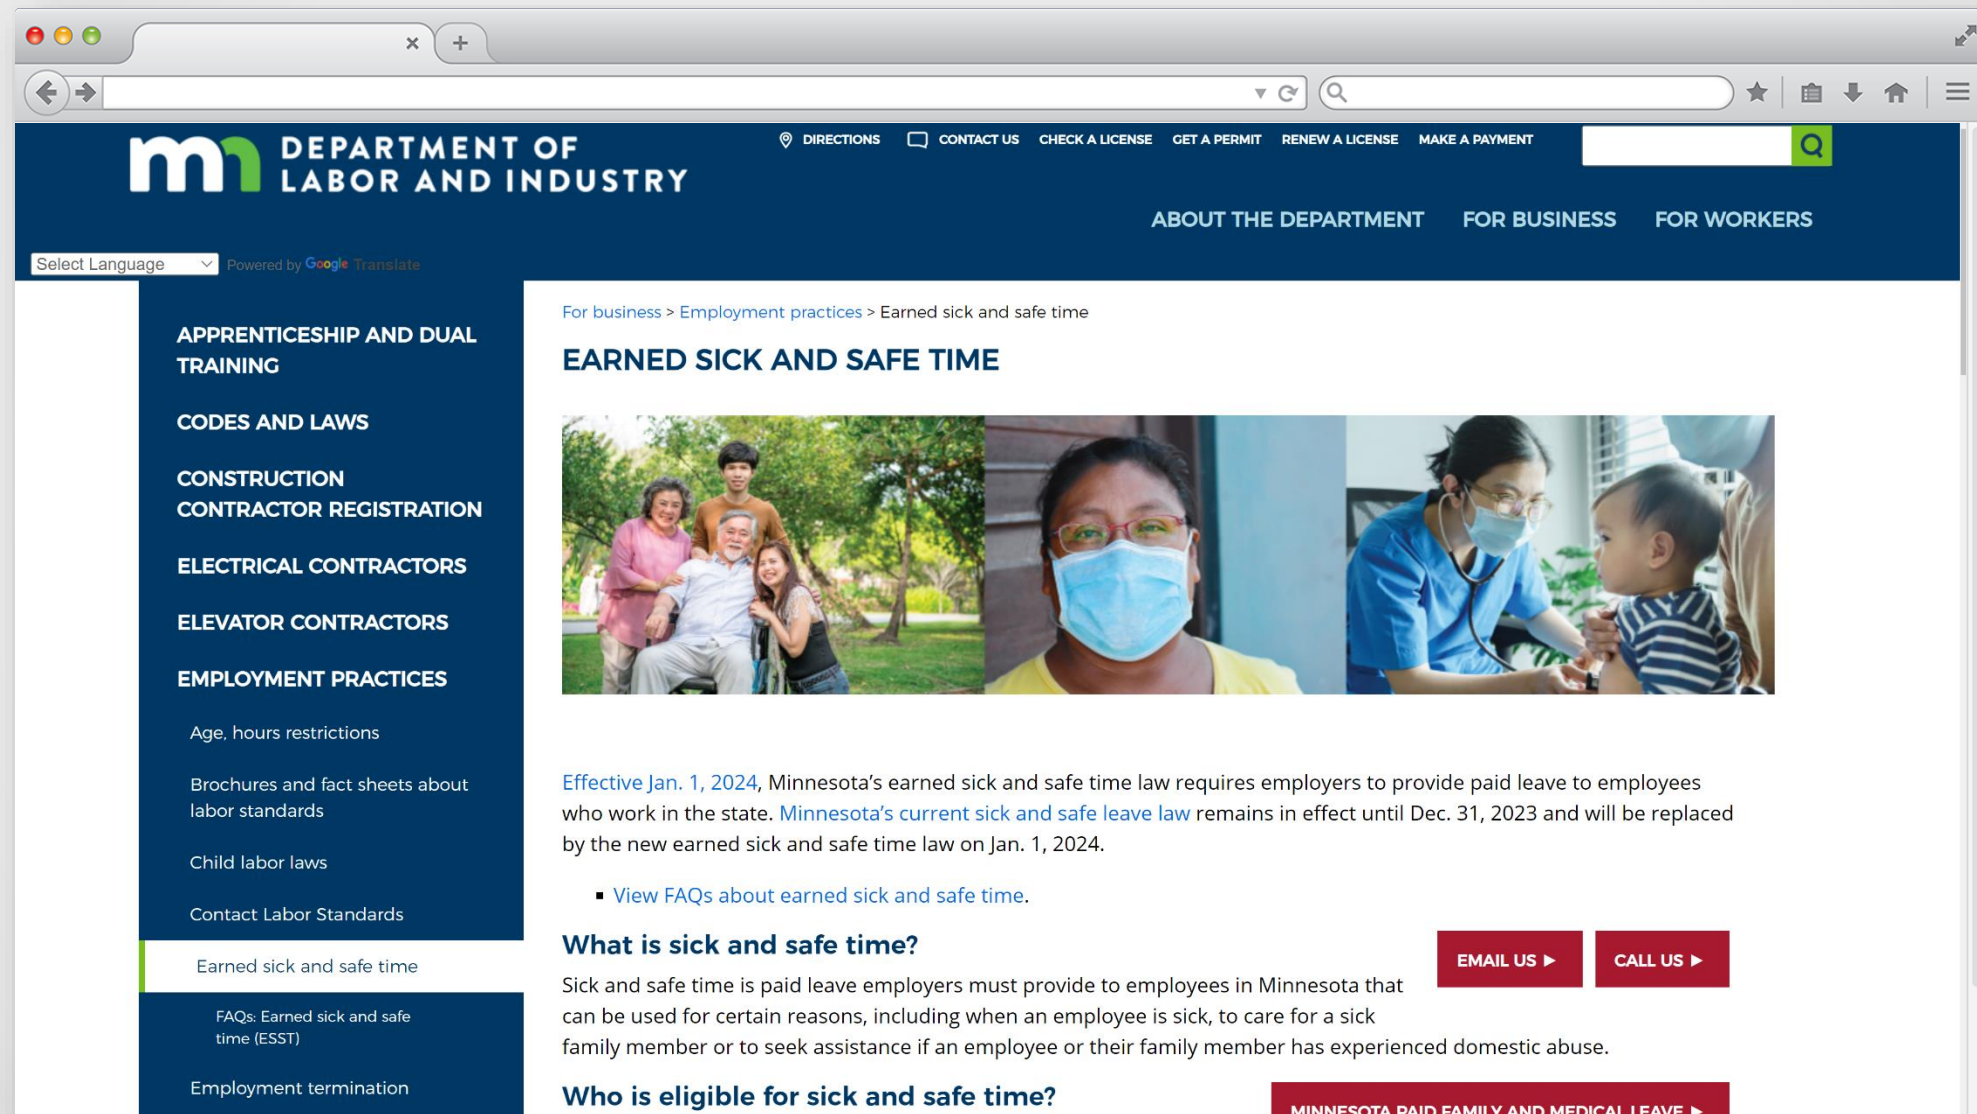 DEPARTMENT OF
LABOR AND INDUSTRY
DIRECTIONS CONTACT US CHECK A LICENSE GET A PERMIT RENEW A LICENSE MAKE A PAYMENT
ABOUT THE DEPARTMENT FOR BUSINESS FOR WORKERS
Select Language Powered by Google Translate
APPRENTICESHIP AND DUAL
TRAINING
CODES AND LAWS
CONSTRUCTION
CONTRACTOR REGISTRATION
ELECTRICAL CONTRACTORS
ELEVATOR CONTRACTORS
EMPLOYMENT PRACTICES
Age, hours restrictions
Brochures and fact sheets about
labor standards
Child labor laws
Contact Labor Standards
Earned sick and safe time
FAQs: Earned sick and safe
time (ESST)
Employment termination
For business > Employment practices > Earned sick and safe time
EARNED SICK AND SAFE TIME
Effective Jan. 1, 2024, Minnesota’s earned sick and safe time law requires employers to provide paid leave to employees
who work in the state. Minnesota’s current sick and safe leave law remains in effect until Dec. 31, 2023 and will be replaced
by the new earned sick and safe time law on Jan. 1, 2024.
▪ View FAQs about earned sick and safe time.
What is sick and safe time?
EMAIL US ▶ CALL US ▶
Sick and safe time is paid leave employers must provide to employees in Minnesota that
can be used for certain reasons, including when an employee is sick, to care for a sick
family member or to seek assistance if an employee or their family member has experienced domestic abuse.
Who is eligible for sick and safe time?
MINNESOTA PAID FAMILY AND MEDICAL LEAVE ▶